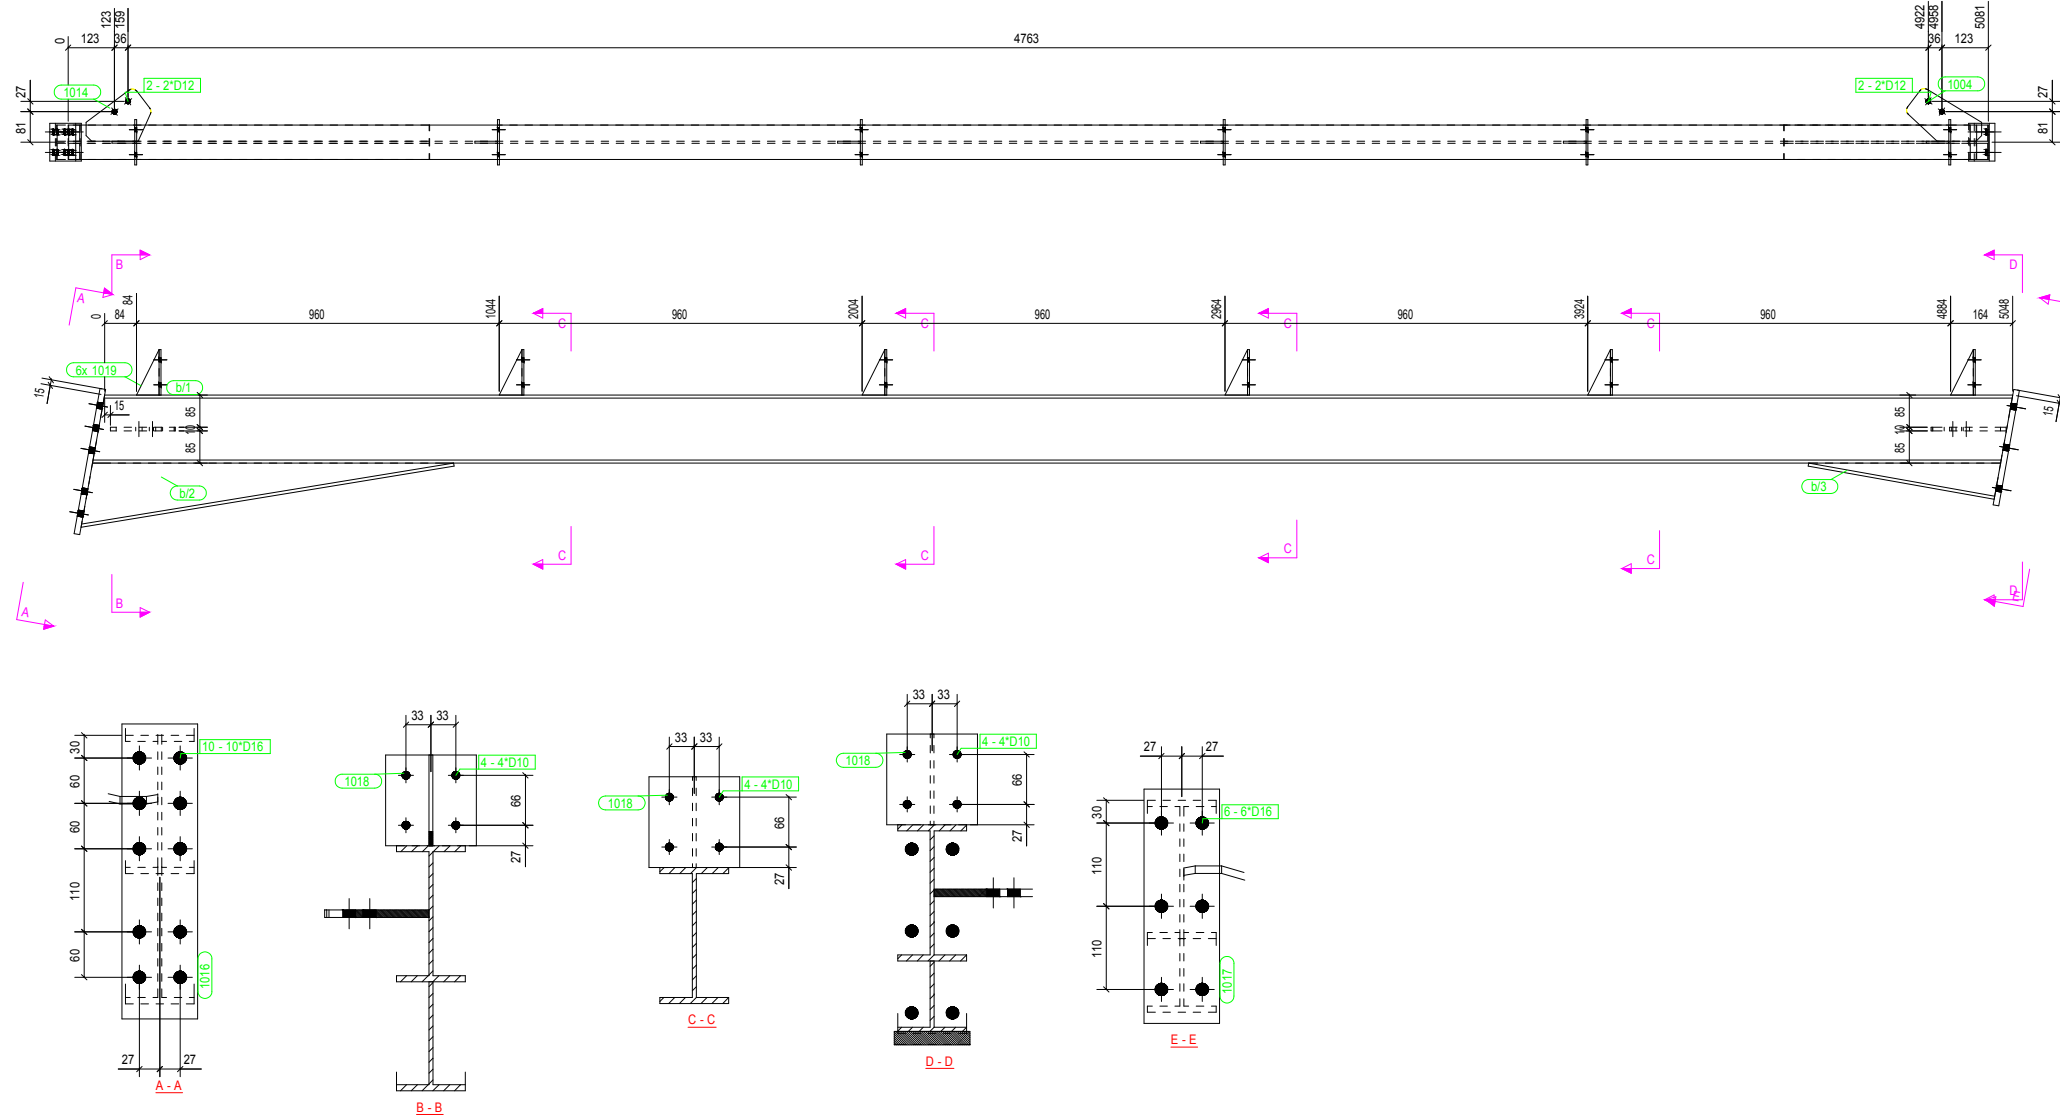 0
123
123
36
159
4763
4922
36
4958
123
5081
27
81
1014
2 - 2*D12
2 - 2*D12
1004
27
81
B
A
D
0
84
84
960
1044
C
960
2004
C
960
2964
C
960
3924
C
960
4884
164
5048
6x 1019
b/1
15
15
85
10
85
85
10
85
15
b/2
b/3
C
C
C
C
A
B
D
E
30
60
60
110
60
10 - 10*D16
1016
27
27
A - A
33
33
1018
4 - 4*D10
66
27
B - B
33
33
1018
4 - 4*D10
66
27
C - C
33
33
1018
4 - 4*D10
66
27
D - D
27
27
30
110
110
6 - 6*D16
1017
E - E